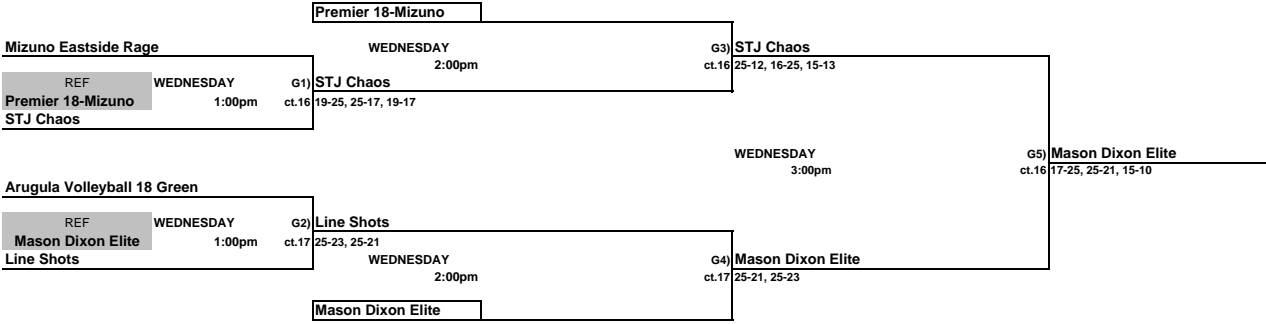 Premier 18-Mizuno
Mizuno Eastside Rage
WEDNESDAY
G3) STJ Chaos
2:00pm
ct.16 25-12, 16-25, 15-13
REF WEDNESDAY
G1) STJ Chaos
Premier 18-Mizuno 1:00pm
ct.16 19-25, 25-17, 19-17
STJ Chaos
WEDNESDAY
G5) Mason Dixon Elite
3:00pm
ct.16 17-25, 25-21, 15-10
Arugula Volleyball 18 Green
REF WEDNESDAY
G2) Line Shots
Mason Dixon Elite 1:00pm
ct.17 25-23, 25-21
Line Shots
WEDNESDAY
G4) Mason Dixon Elite
2:00pm
ct.17 25-21, 25-23
Mason Dixon Elite